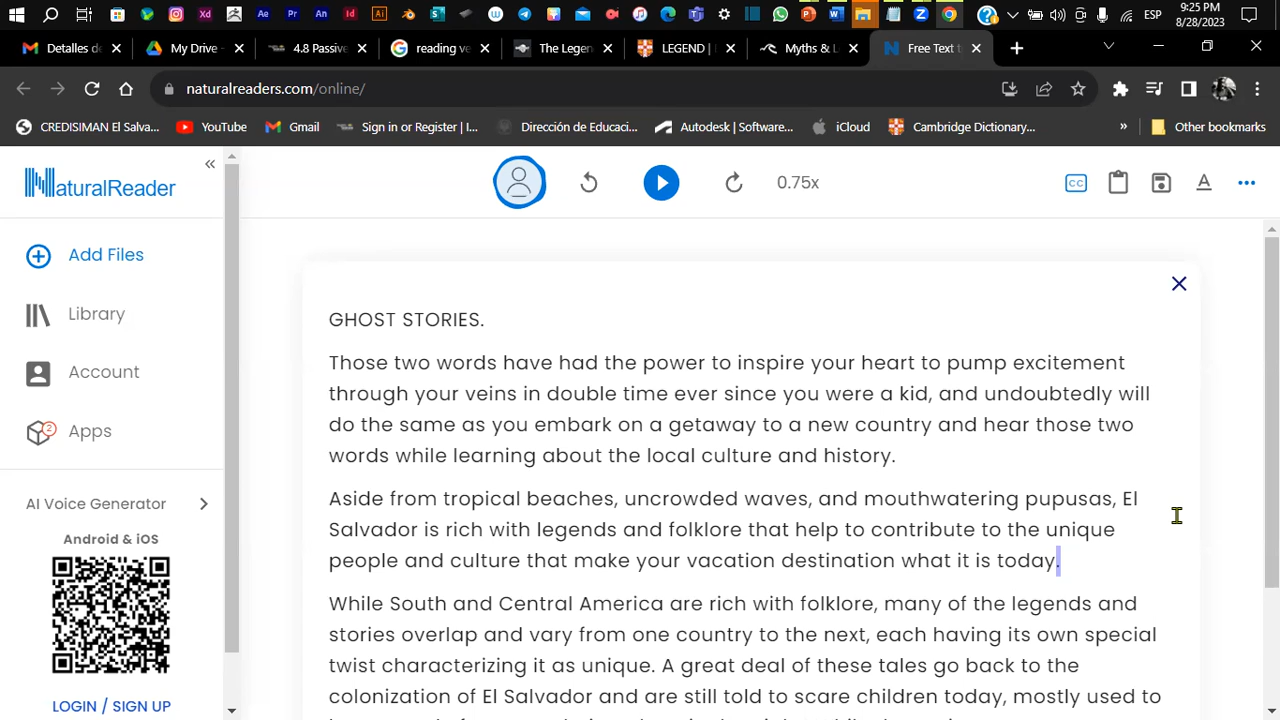 9:25 PM
ESP
8/28/2023
Detalles de
My Drive -
4.8 Passive
reading ve
The Legen
LEGEND |
Myths & L
Free Text t
naturalreaders.com/online/
CREDISIMAN El Salva...
YouTube
Gmail
Sign in or Register | I...
Dirección de Educaci...
Autodesk | Software...
iCloud
Cambridge Dictionary...
»
Other bookmarks
NaturalReader
«
0.75x
CC
A
Add Files
Library
Account
2
Apps
AI Voice Generator
Android & iOS
LOGIN / SIGN UP
GHOST STORIES.
Those two words have had the power to inspire your heart to pump excitement
through your veins in double time ever since you were a kid, and undoubtedly will
do the same as you embark on a getaway to a new country and hear those two
words while learning about the local culture and history.
Aside from tropical beaches, uncrowded waves, and mouthwatering pupusas, El
Salvador is rich with legends and folklore that help to contribute to the unique
people and culture that make your vacation destination what it is today.
While South and Central America are rich with folklore, many of the legends and
stories overlap and vary from one country to the next, each having its own special
twist characterizing it as unique. A great deal of these tales go back to the
colonization of El Salvador and are still told to scare children today, mostly used to